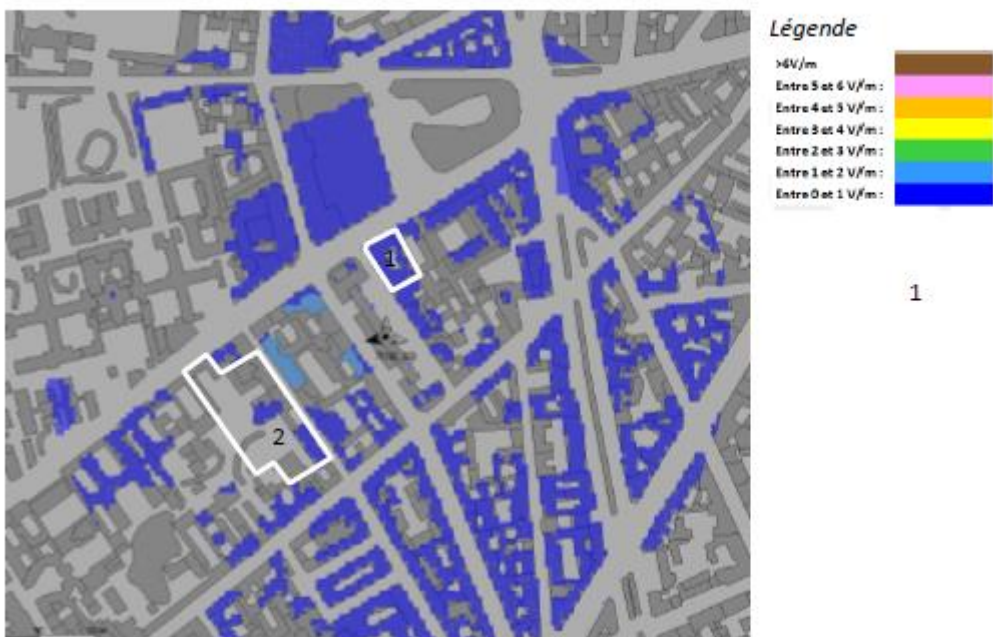 Légende
>6V/m
Entre 5 et 6 V/m :
Entre 4 et 5 V/m :
Entre 3 et 4 V/m :
Entre 2 et 3 V/m :
Entre 1 et 2 V/m :
Entre 0 et 1 V/m :
1
1
2